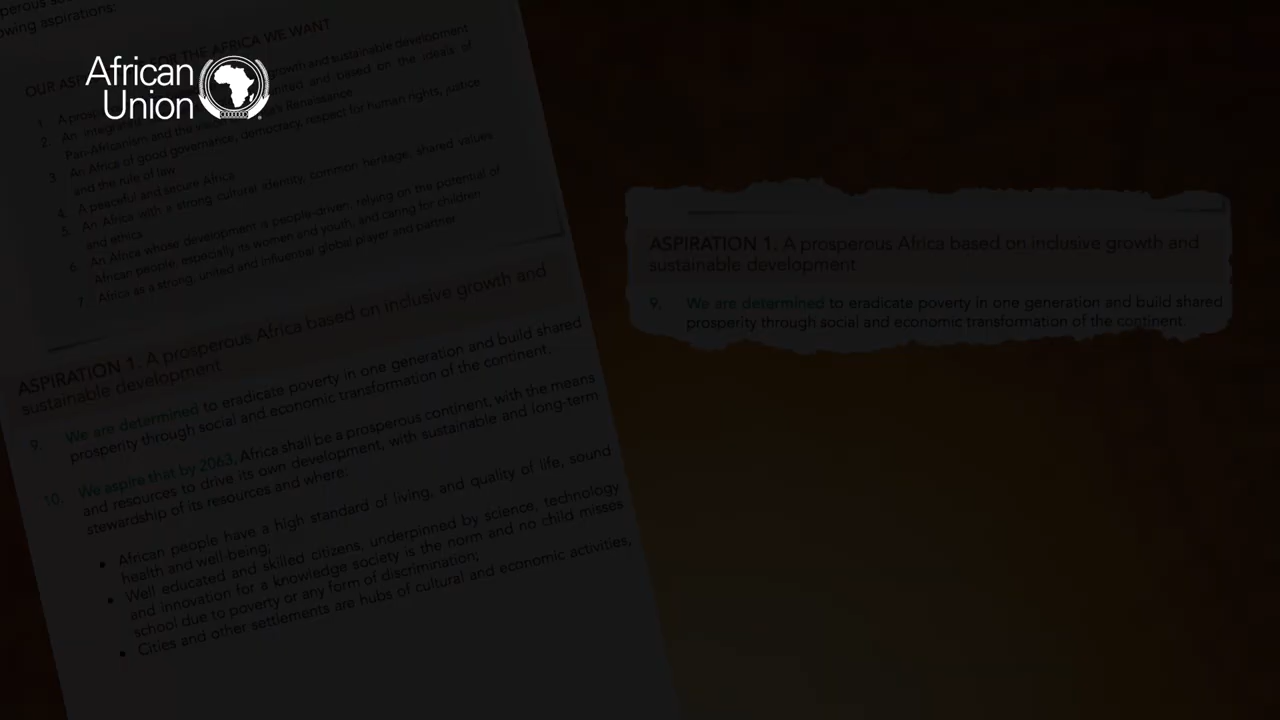 owing aspirations:
OUR ASP FOR THE AFRICA WE WANT
African
Union
1. A prosp growth and sustainable development
2. An integra united and based on the ideals of
Pan-Africanism and the vis Renaissance
3 An Africa of good governance, democracy, respect for human rights, justice
and the rule of law
4. A peaceful and secure Africa
5. An Africa with a strong cultural identity, common heritage, shared values
and ethics
6. An Africa whose development is people-driven, relying on the potential of
African people, especially its women and youth, and caring for children
7. Africa as a strong, united and influential global player and partner
ASPIRATION 1. A prosperous Africa based on inclusive growth and
sustainable development
9. We are determined to eradicate poverty in one generation and build shared
prosperity through social and economic transformation of the continent.
10. We aspire that by 2063, Africa shall be a prosperous continent, with the means
and resources to drive its own development, with sustainable and long-term
stewardship of its resources and where:
• African people have a high standard of living, and quality of life, sound
health and well-being;
• Well educated and skilled citizens, underpinned by science, technology
and innovation for a knowledge society is the norm and no child misses
school due to poverty or any form of discrimination;
• Cities and other settlements are hubs of cultural and economic activities,
ASPIRATION 1. A prosperous Africa based on inclusive growth and
sustainable development
9. We are determined to eradicate poverty in one generation and build shared
prosperity through social and economic transformation of the continent.